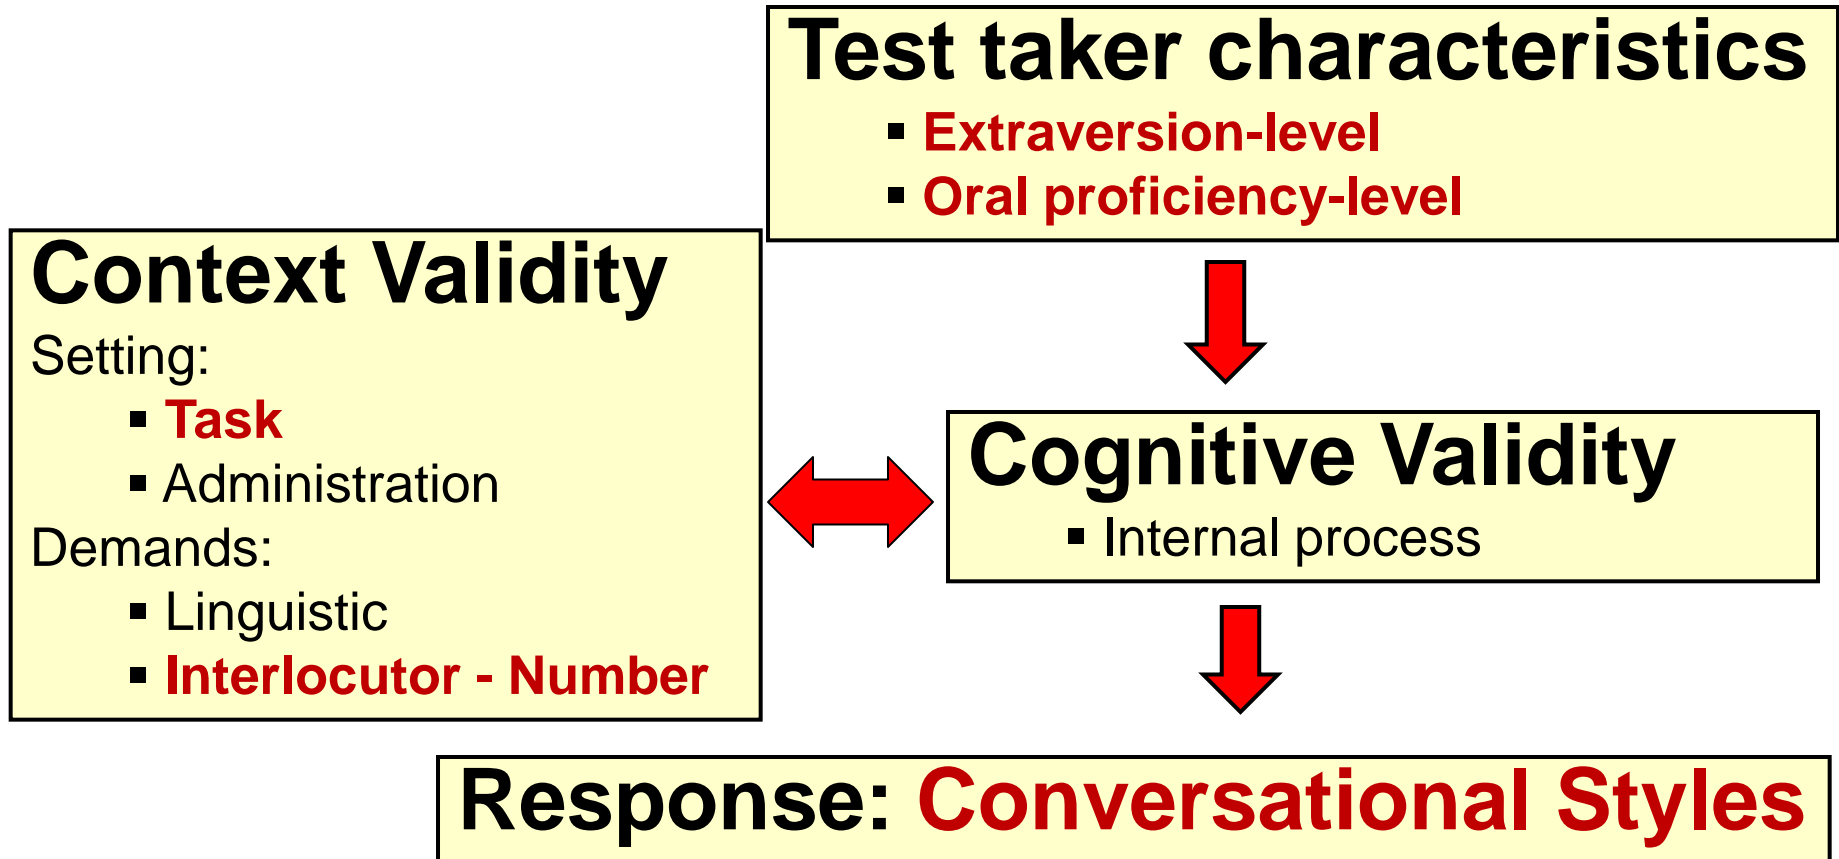 Test taker characteristics
▪ Extraversion-level
▪ Oral proficiency-level
Context Validity
Setting:
▪ Task
▪ Administration
Demands:
▪ Linguistic
▪ Interlocutor - Number
Cognitive Validity
▪ Internal process
Response: Conversational Styles